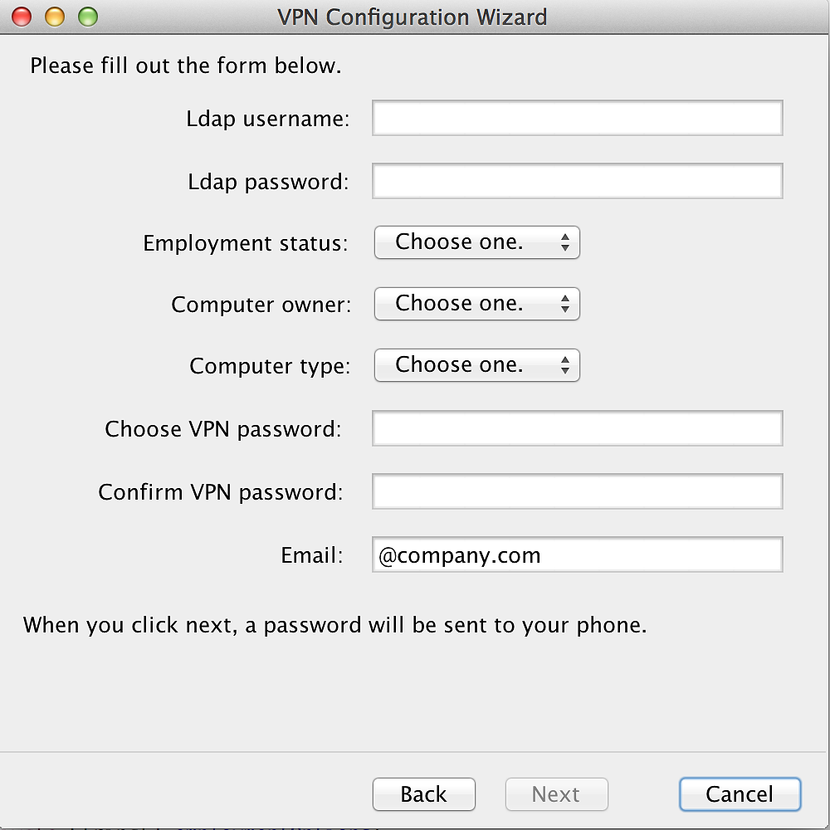 VPN Configuration Wizard
Please fill out the form below.
Ldap username:
Ldap password:
Employment status: Choose one.
Computer owner: Choose one.
Computer type: Choose one.
Choose VPN password:
Confirm VPN password:
Email: @company.com
When you click next, a password will be sent to your phone.
Back Next Cancel